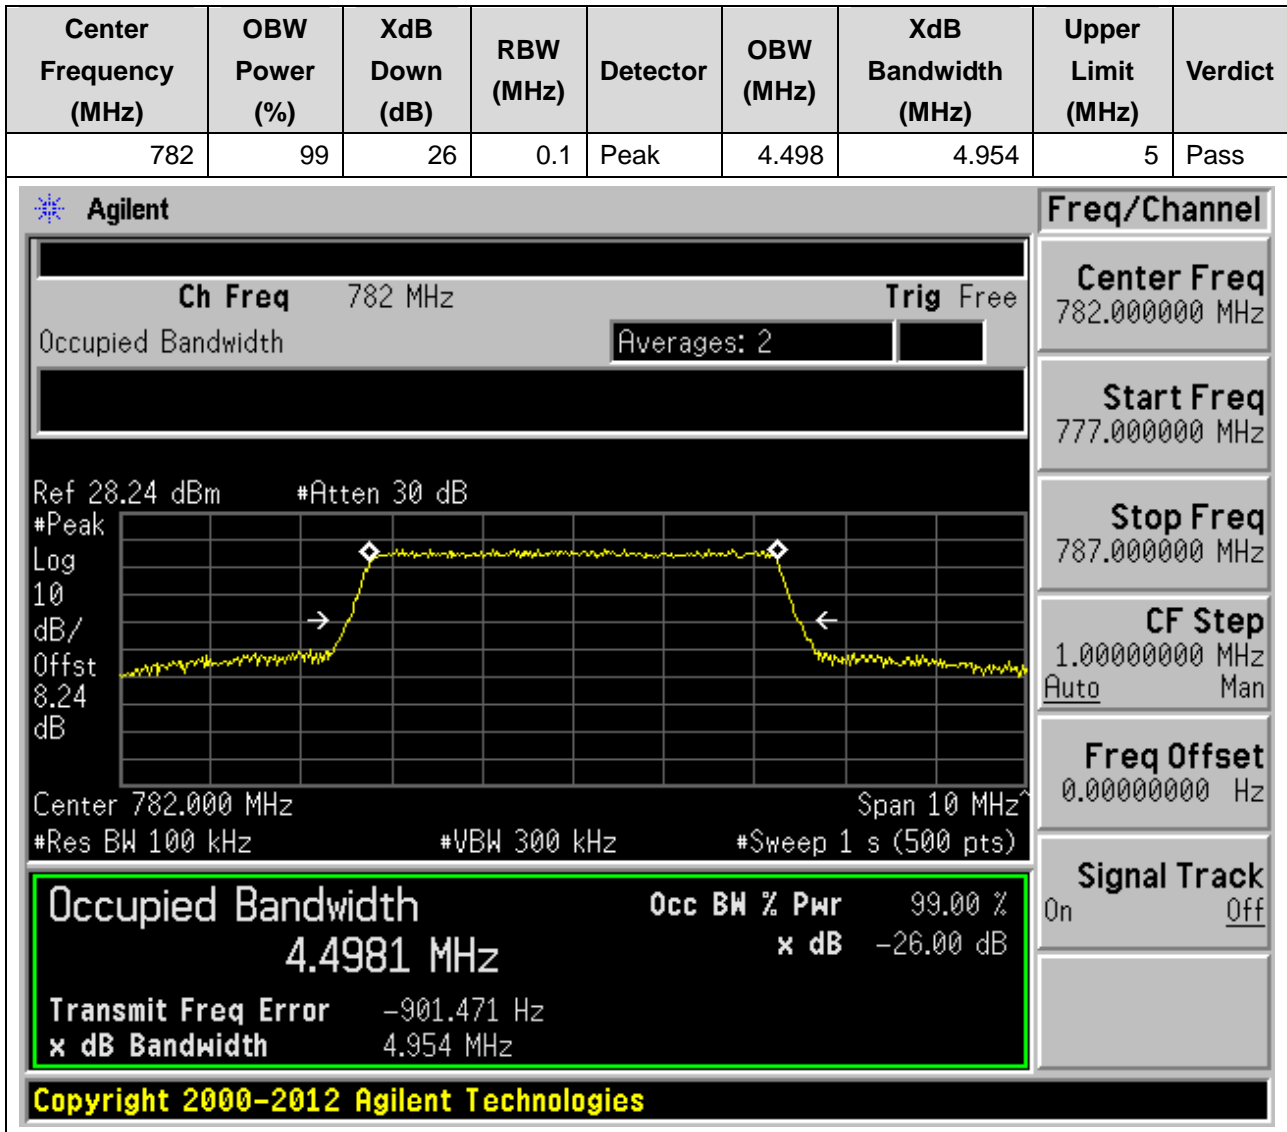 Center Frequency (MHz) OBW Power (%) XdB Down (dB) RBW (MHz) Detector OBW (MHz) XdB Bandwidth (MHz) Upper Limit (MHz) Verdict
782 99 26 0.1 Peak 4.498 4.954 5 Pass
Agilent
Freq/Channel
Ch Freq 782 MHz Trig Free
Occupied Bandwidth Averages: 2
Center Freq
782.000000 MHz
Start Freq
777.000000 MHz
Stop Freq
787.000000 MHz
CF Step
1.00000000 MHz
Auto Man
Freq Offset
0.00000000 Hz
Signal Track
On Off
Ref 28.24 dBm #Atten 30 dB
#Peak
Log
10
dB/
Offst
8.24
dB
Center 782.000 MHz Span 10 MHz^
#Res BW 100 kHz #VBW 300 kHz #Sweep 1 s (500 pts)
Occupied Bandwidth Occ BW % Pwr 99.00 %
4.4981 MHz x dB -26.00 dB
Transmit Freq Error -901.471 Hz
x dB Bandwidth 4.954 MHz
Copyright 2000-2012 Agilent Technologies